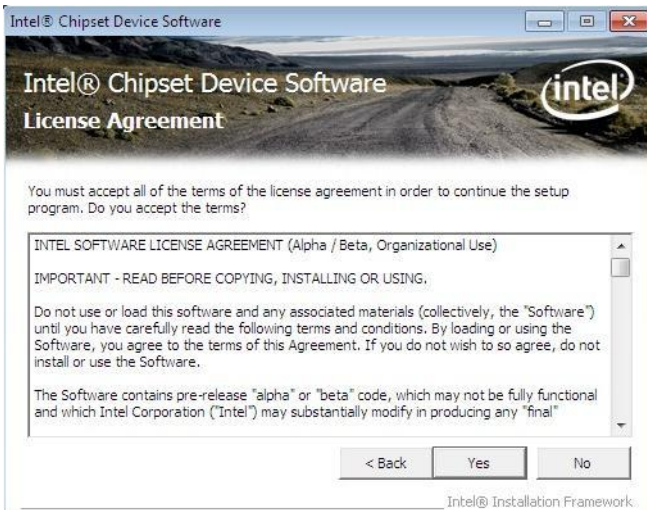 Intel® Chipset Device Software
Intel® Chipset Device Software
intel
License Agreement
You must accept all of the terms of the license agreement in order to continue the setup
program. Do you accept the terms?
INTEL SOFTWARE LICENSE AGREEMENT (Alpha / Beta, Organizational Use)
IMPORTANT - READ BEFORE COPYING, INSTALLING OR USING.
Do not use or load this software and any associated materials (collectively, the "Software")
until you have carefully read the following terms and conditions. By loading or using the
Software, you agree to the terms of this Agreement. If you do not wish to so agree, do not
install or use the Software.
The Software contains pre-release "alpha" or "beta" code, which may not be fully functional
and which Intel Corporation ("Intel") may substantially modify in producing any "final"
< Back Yes No
Intel® Installation Framework